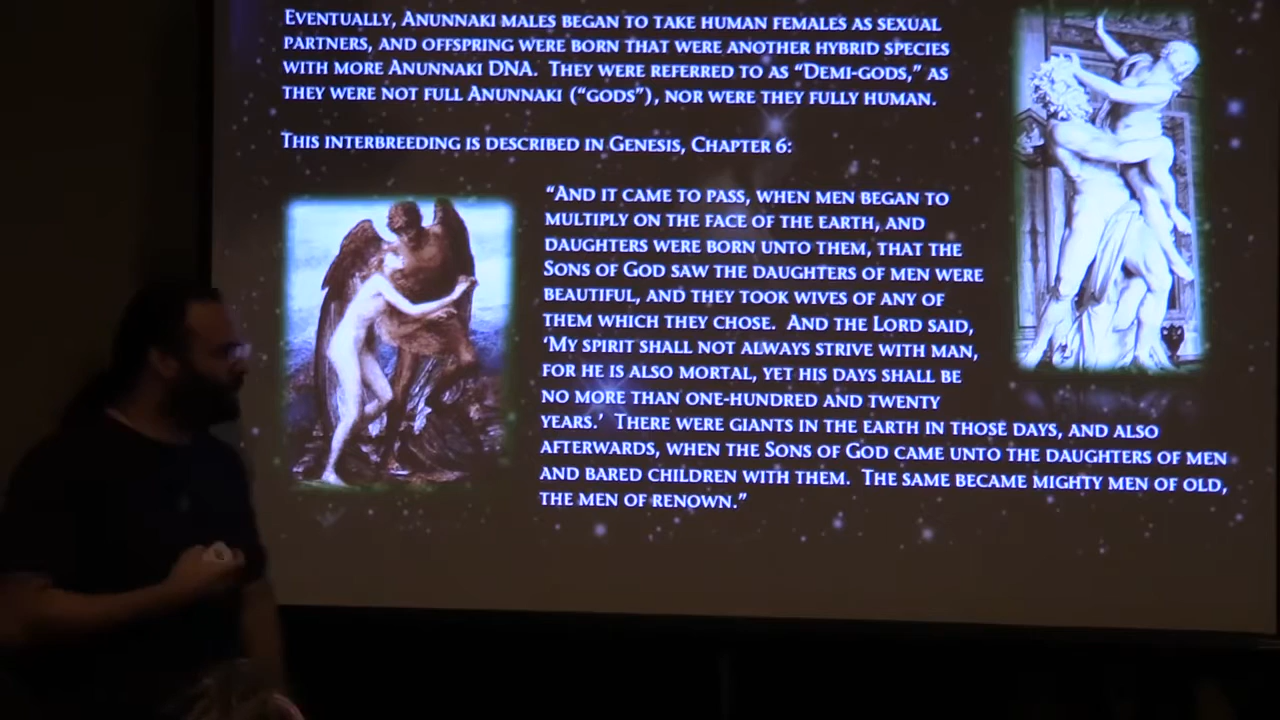 Eventually, Anunnaki males began to take human females as sexual
partners, and offspring were born that were another hybrid species
with more Anunnaki DNA. They were referred to as “Demi-gods,” as
they were not full Anunnaki (“gods”), nor were they fully human.
This interbreeding is described in Genesis, Chapter 6:
“And it came to pass, when men began to
multiply on the face of the earth, and
daughters were born unto them, that the
Sons of God saw the daughters of men were
beautiful, and they took wives of any of
them which they chose. And the Lord said,
‘My spirit shall not always strive with man,
for he is also mortal, yet his days shall be
no more than one-hundred and twenty
years.’ There were giants in the earth in those days, and also
afterwards, when the Sons of God came unto the daughters of men
and bared children with them. The same became mighty men of old,
the men of renown.”